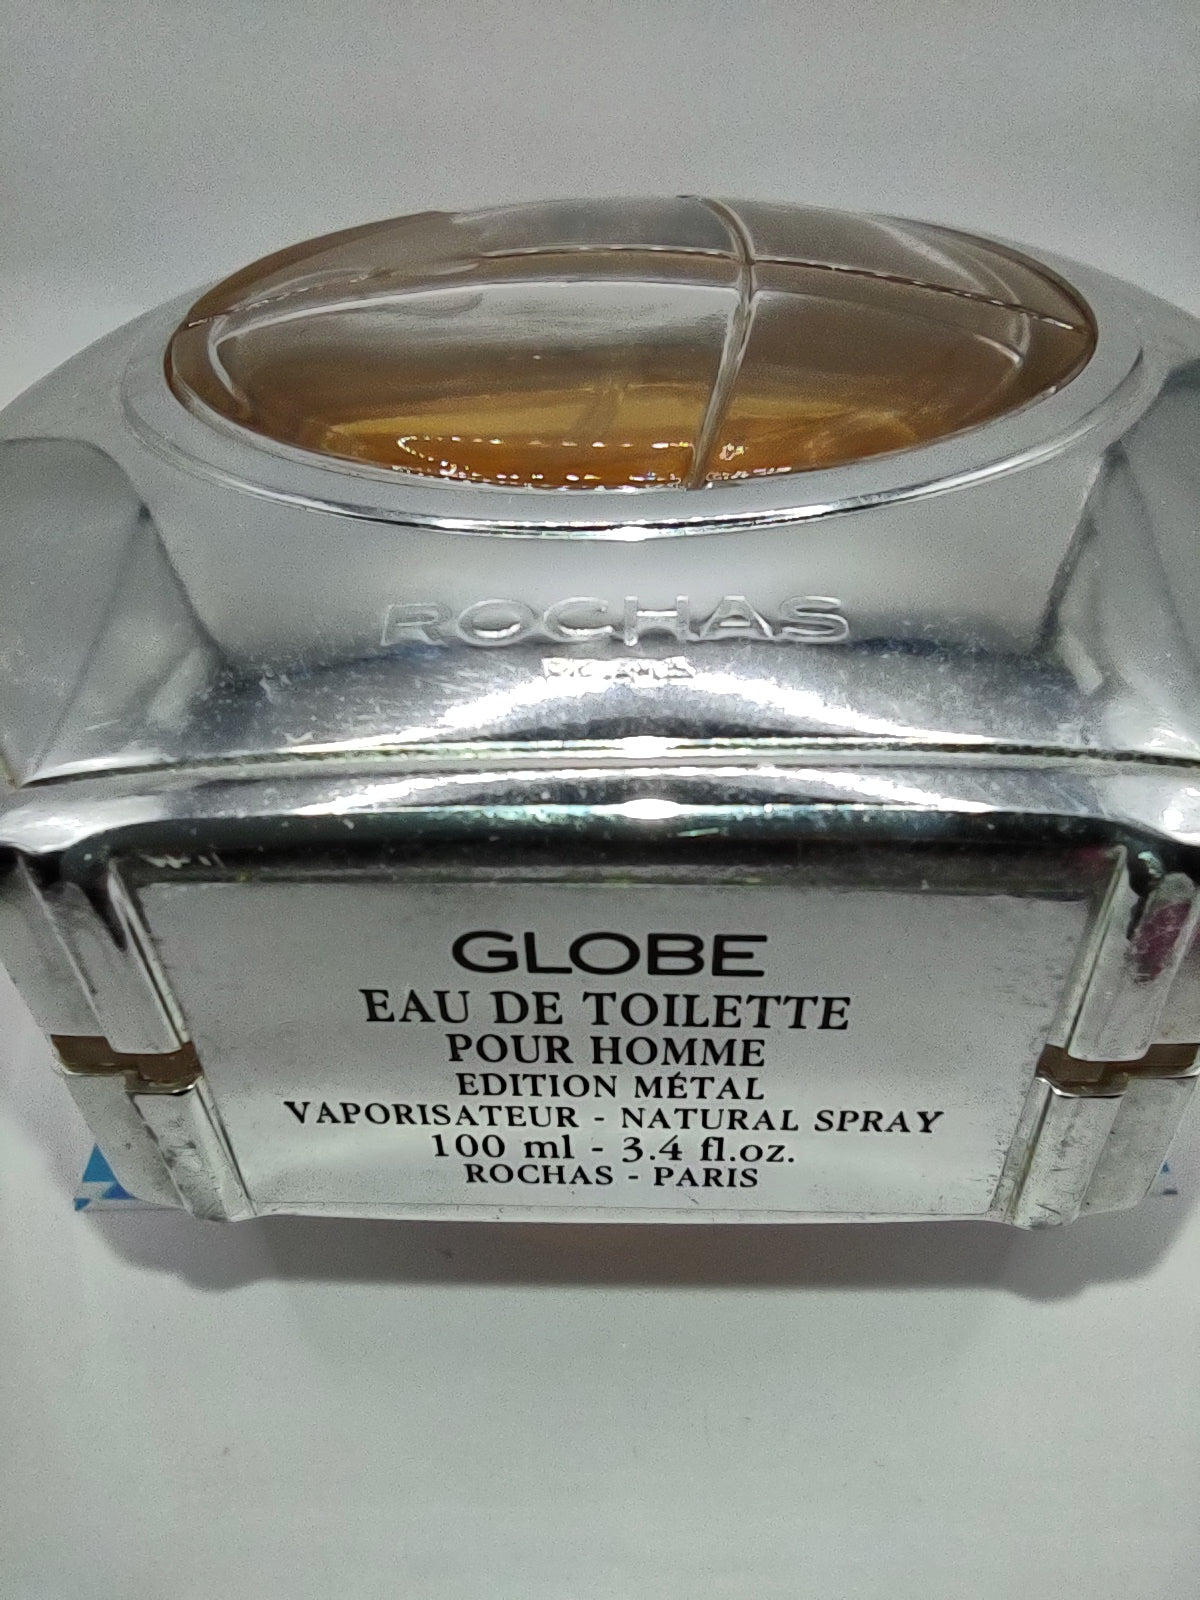 ROCHAS
GLOBE
EAU DE TOILETTE
POUR HOMME
EDITION MÉTAL
VAPORISATEUR - NATURAL SPRAY
100 ml - 3.4 fl.oz.
ROCHAS - PARIS